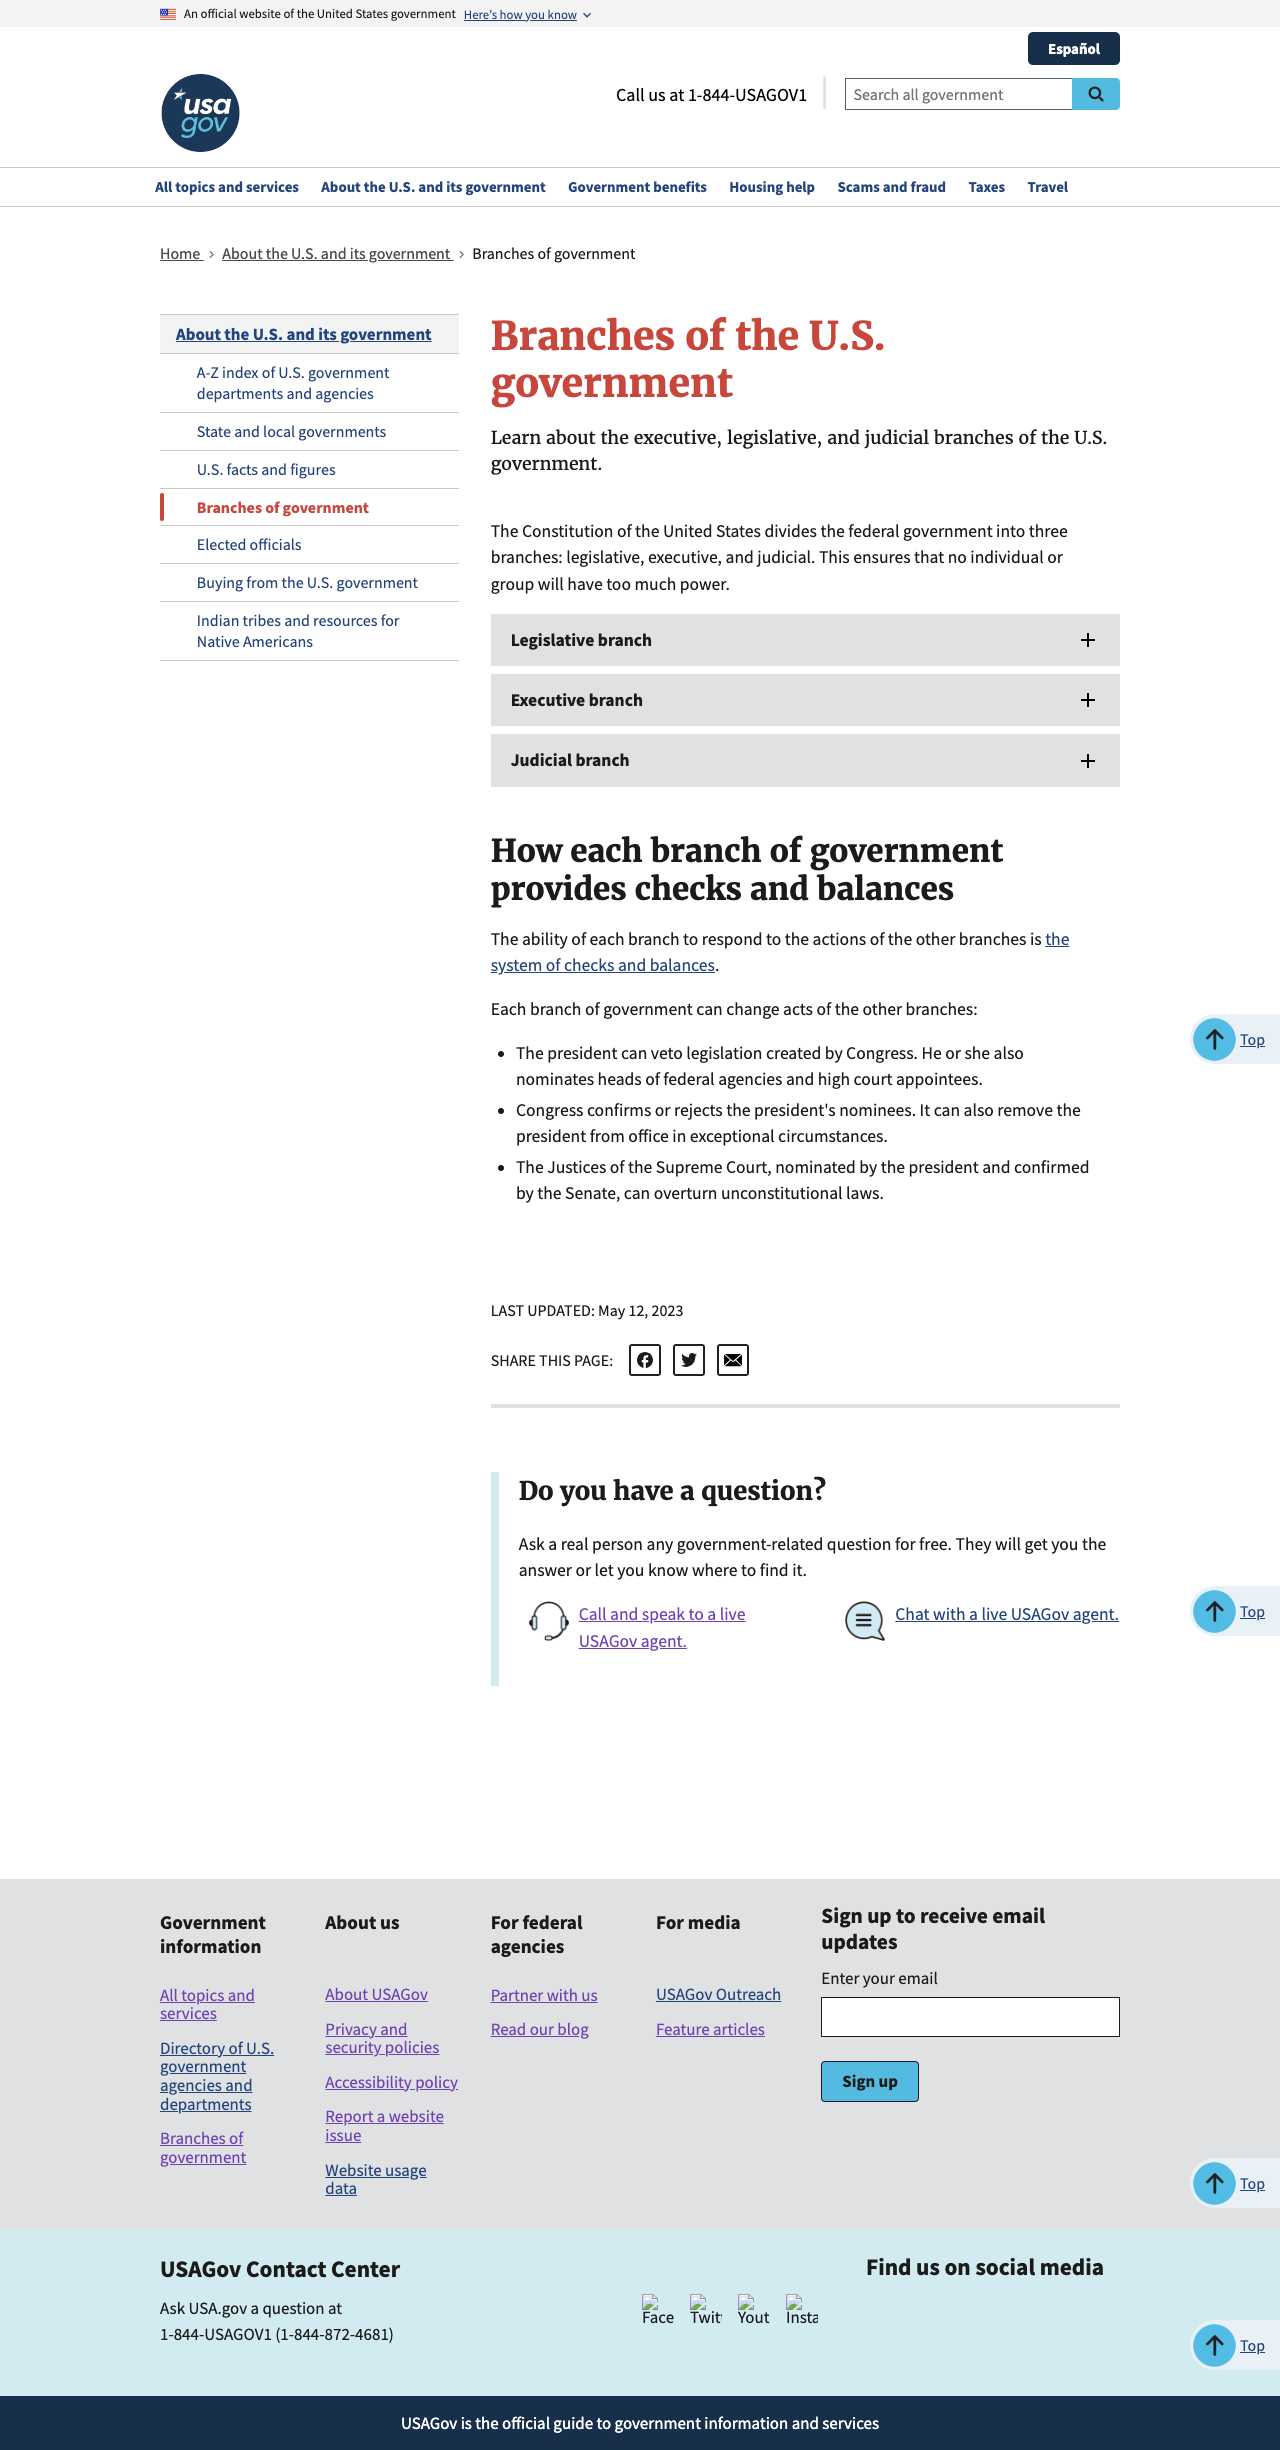 An official website of the United States government Here's how you know
Español
usa
gov
Call us at 1-844-USAGOV1
Search all government
All topics and services About the U.S. and its government Government benefits Housing help Scams and fraud Taxes Travel
Home > About the U.S. and its government > Branches of government
About the U.S. and its government
A-Z index of U.S. government
departments and agencies
State and local governments
U.S. facts and figures
Branches of government
Elected officials
Buying from the U.S. government
Indian tribes and resources for
Native Americans
Branches of the U.S.
government
Learn about the executive, legislative, and judicial branches of the U.S.
government.
The Constitution of the United States divides the federal government into three
branches: legislative, executive, and judicial. This ensures that no individual or
group will have too much power.
Legislative branch
Executive branch
Judicial branch
How each branch of government
provides checks and balances
The ability of each branch to respond to the actions of the other branches is the
system of checks and balances.
Each branch of government can change acts of the other branches:
Top
• The president can veto legislation created by Congress. He or she also
nominates heads of federal agencies and high court appointees.
• Congress confirms or rejects the president's nominees. It can also remove the
president from office in exceptional circumstances.
• The Justices of the Supreme Court, nominated by the president and confirmed
by the Senate, can overturn unconstitutional laws.
LAST UPDATED: May 12, 2023
SHARE THIS PAGE:
Do you have a question?
Ask a real person any government-related question for free. They will get you the
answer or let you know where to find it.
Call and speak to a live
USAGov agent.
Chat with a live USAGov agent.
Top
Government
information
All topics and
services
Directory of U.S.
government
agencies and
departments
Branches of
government
About us
About USAGov
Privacy and
security policies
Accessibility policy
Report a website
issue
Website usage
data
For federal
agencies
Partner with us
Read our blog
For media
USAGov Outreach
Feature articles
Sign up to receive email
updates
Enter your email
Sign up
Top
USAGov Contact Center
Ask USA.gov a question at
1-844-USAGOV1 (1-844-872-4681)
Find us on social media
Face Twit Yout Insta
Top
USAGov is the official guide to government information and services